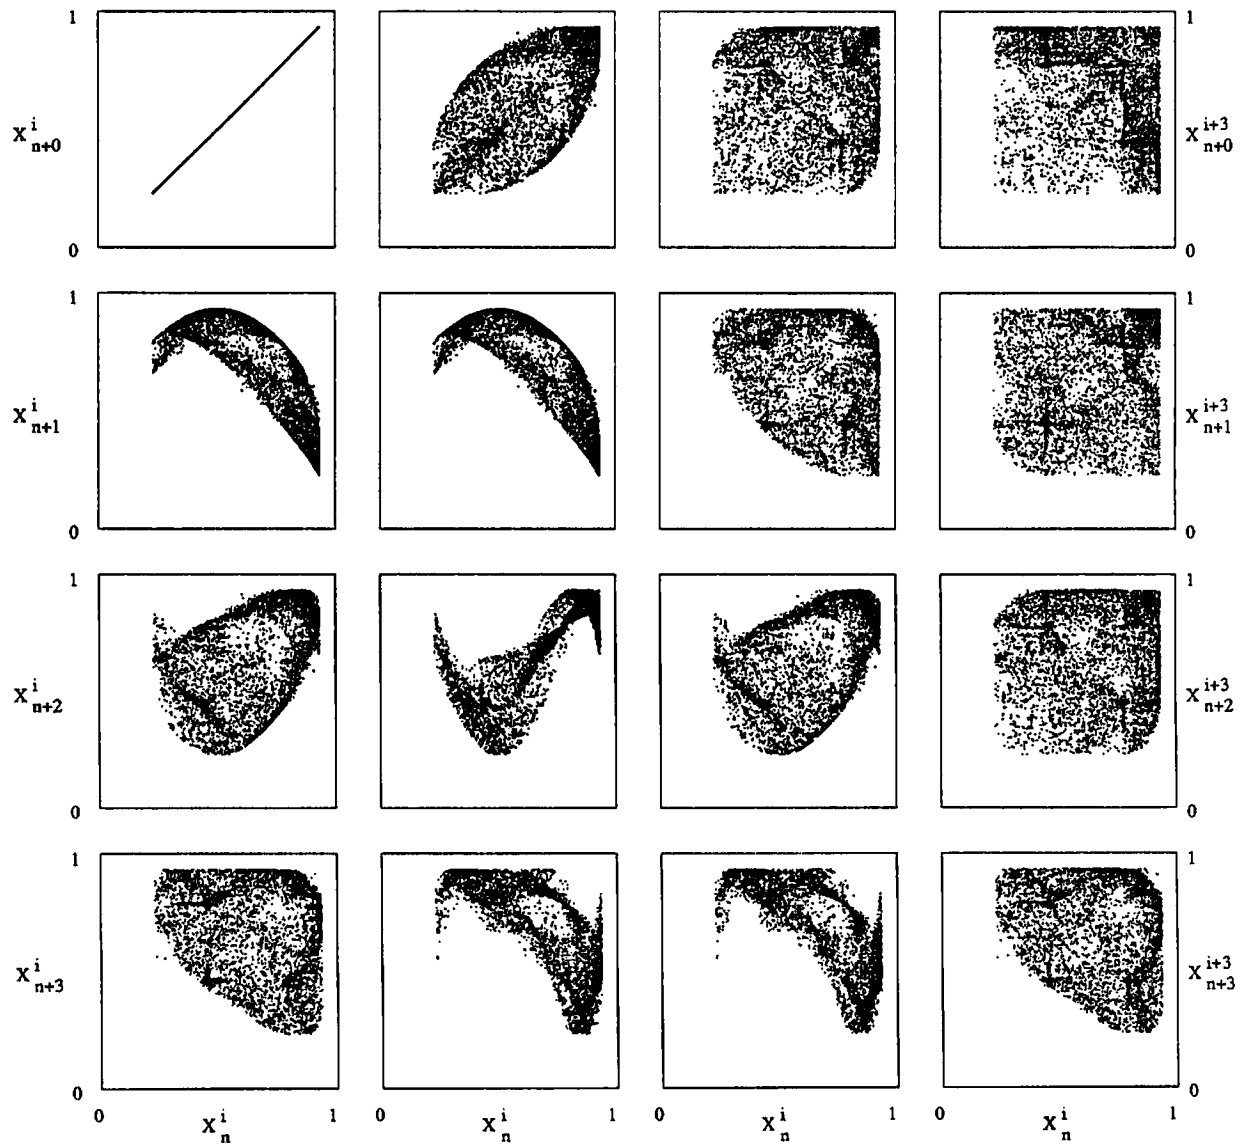 1 1
X^i_{n+0} X^{i+3}_{n+0}
0 0
1 1
X^i_{n+1} X^{i+3}_{n+1}
0 0
1 1
X^i_{n+2} X^{i+3}_{n+2}
0 0
1 1
X^i_{n+3} X^{i+3}_{n+3}
0 0
0 1 0 1 0 1 0 1
X^i_n X^i_n X^i_n X^i_n